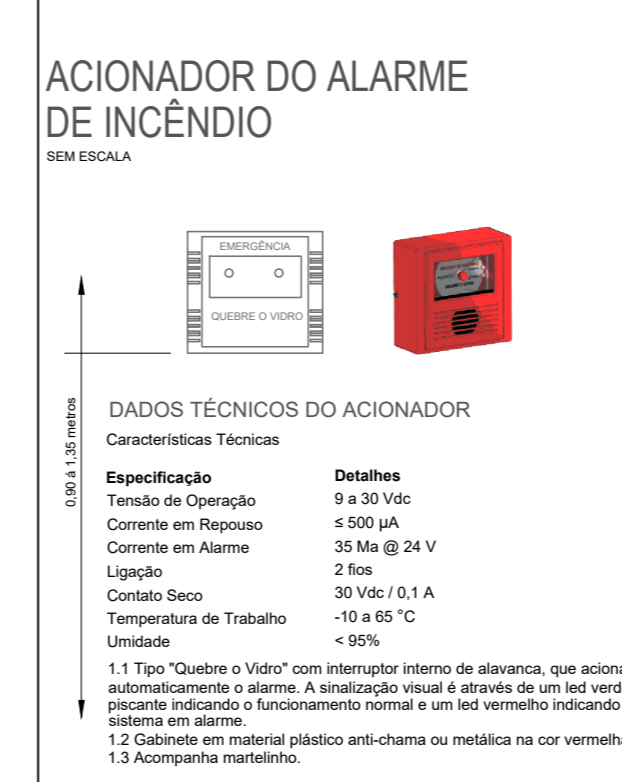 ACIONADOR DO ALARME
DE INCÊNDIO
SEM ESCALA
EMERGÊNCIA
QUEBRE O VIDRO
0,90 á 1,35 metros
DADOS TÉCNICOS DO ACIONADOR
Características Técnicas
Especificação Detalhes
Tensão de Operação 9 a 30 Vdc
Corrente em Repouso ≤ 500 µA
Corrente em Alarme 35 Ma @ 24 V
Ligação 2 fios
Contato Seco 30 Vdc / 0,1 A
Temperatura de Trabalho -10 a 65 °C
Umidade < 95%
1.1 Tipo "Quebre o Vidro" com interruptor interno de alavanca, que aciona
automaticamente o alarme. A sinalização visual é através de um led verd
piscante indicando o funcionamento normal e um led vermelho indicando
sistema em alarme.
1.2 Gabinete em material plástico anti-chama ou metálica na cor vermelha
1.3 Acompanha martelinho.